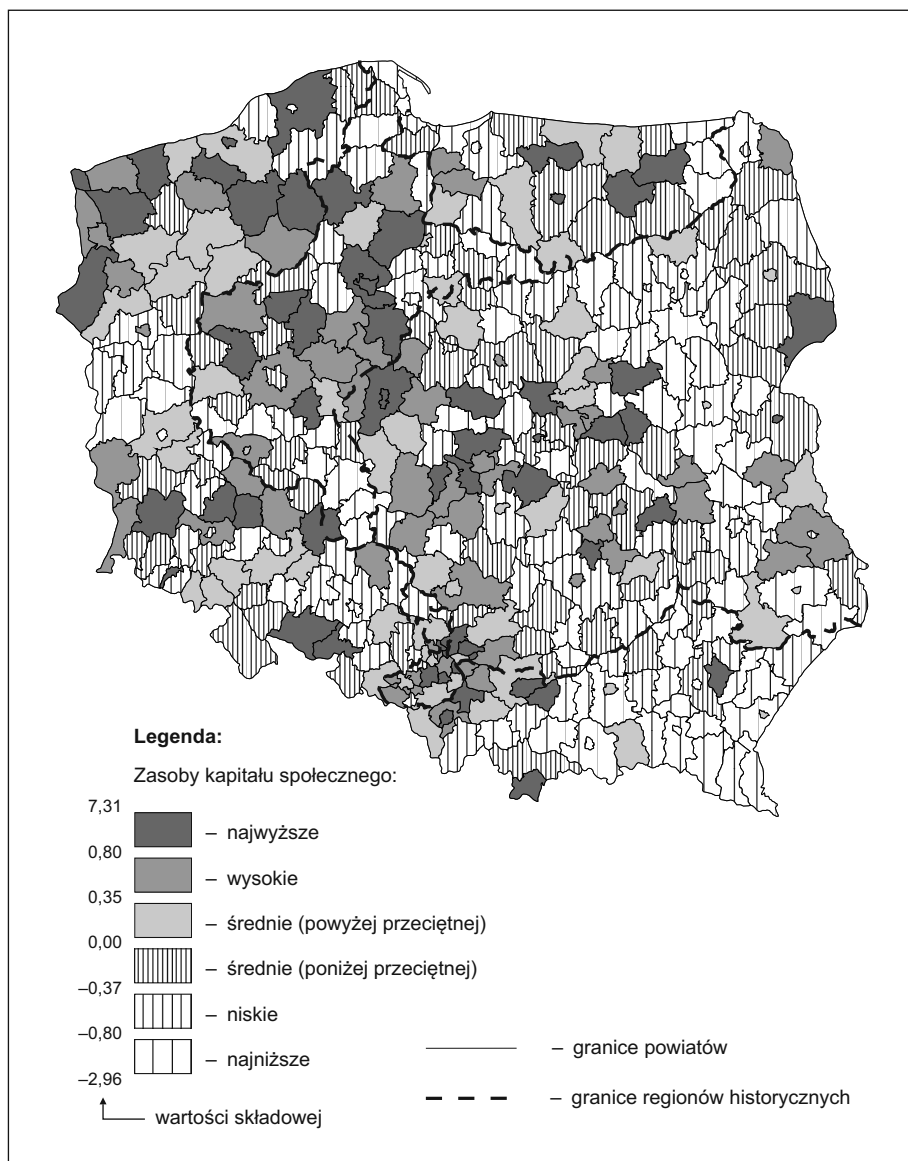 Legenda:
Zasoby kapitału społecznego:
7,31
– najwyższe
0,80
– wysokie
0,35
– średnie (powyżej przeciętnej)
0,00
– średnie (poniżej przeciętnej)
–0,37
– niskie
–0,80
– najniższe
–2,96
wartości składowej
– granice powiatów
– granice regionów historycznych